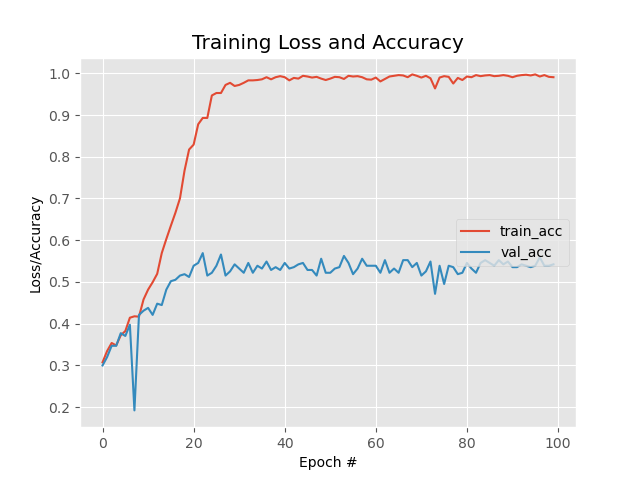 Training Loss and Accuracy
Loss/Accuracy
1.0
0.9
0.8
0.7
0.6
0.5
0.4
0.3
0.2
train_acc
val_acc
0 20 40 60 80 100
Epoch #